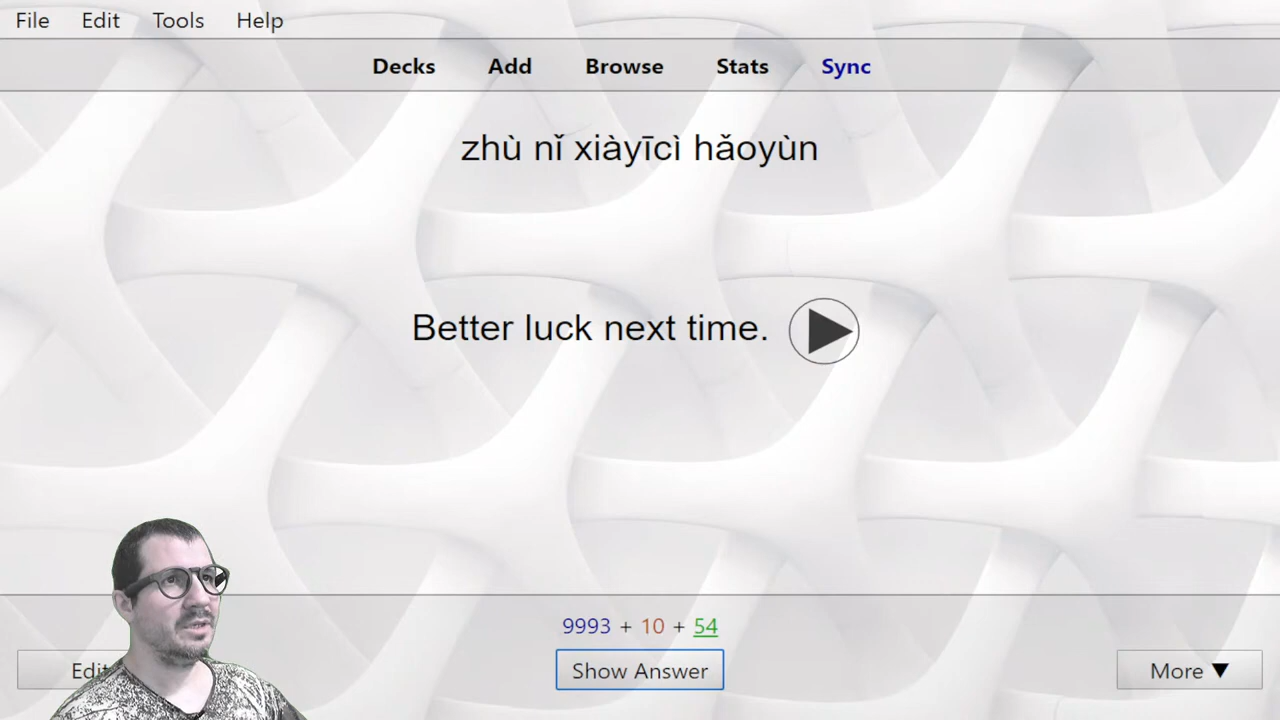 File Edit Tools Help
Decks Add Browse Stats Sync
zhù nǐ xiàyīcì hǎoyùn
Better luck next time.
9993 + 10 + 54
Edit Show Answer More ▼